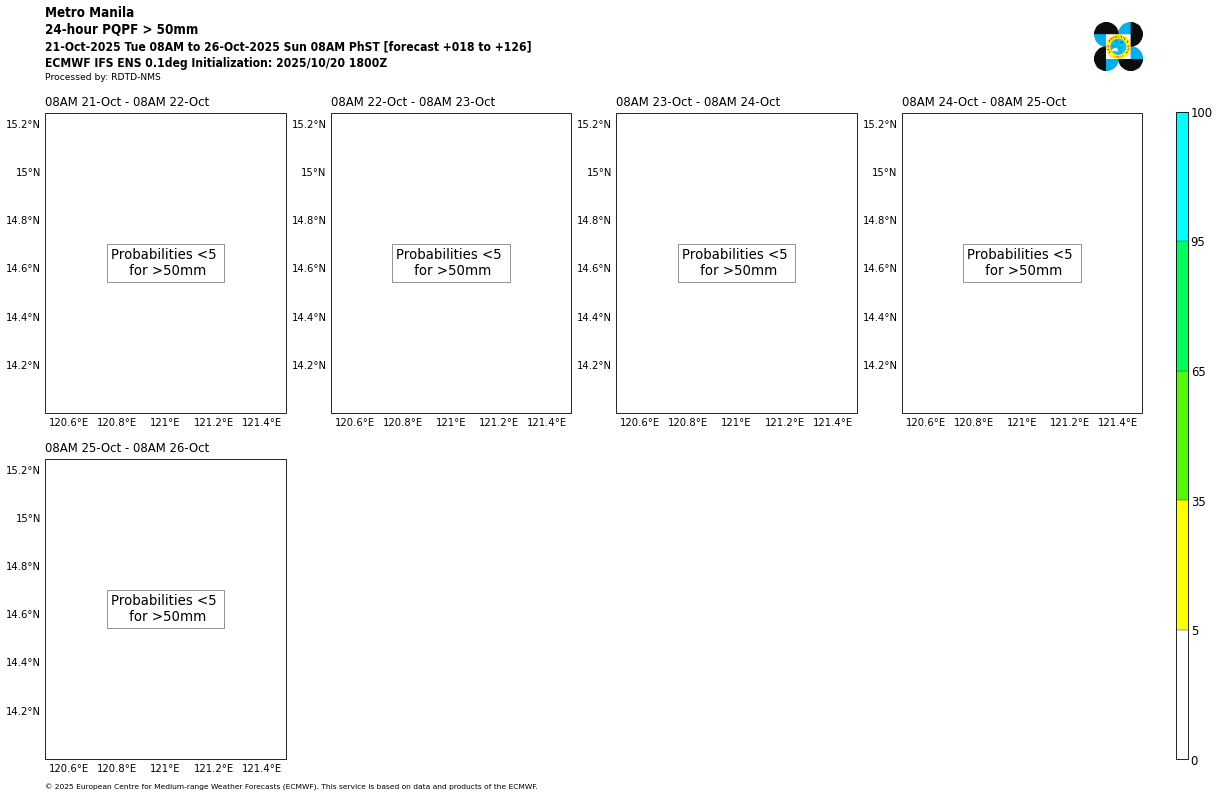 Metro Manila
24-hour PQPF > 50mm
21-Oct-2025 Tue 08AM to 26-Oct-2025 Sun 08AM PhST [forecast +018 to +126]
ECMWF IFS ENS 0.1deg Initialization: 2025/10/20 1800Z
Processed by: RDTD-NMS
08AM 21-Oct - 08AM 22-Oct
15.2°N
15°N
14.8°N
14.6°N
14.4°N
14.2°N
Probabilities <5
for >50mm
120.6°E 120.8°E 121°E 121.2°E 121.4°E
08AM 22-Oct - 08AM 23-Oct
15.2°N
15°N
14.8°N
14.6°N
14.4°N
14.2°N
Probabilities <5
for >50mm
120.6°E 120.8°E 121°E 121.2°E 121.4°E
08AM 23-Oct - 08AM 24-Oct
15.2°N
15°N
14.8°N
14.6°N
14.4°N
14.2°N
Probabilities <5
for >50mm
120.6°E 120.8°E 121°E 121.2°E 121.4°E
08AM 24-Oct - 08AM 25-Oct
15.2°N
15°N
14.8°N
14.6°N
14.4°N
14.2°N
Probabilities <5
for >50mm
120.6°E 120.8°E 121°E 121.2°E 121.4°E
100
95
65
35
5
0
08AM 25-Oct - 08AM 26-Oct
15.2°N
15°N
14.8°N
14.6°N
14.4°N
14.2°N
Probabilities <5
for >50mm
120.6°E 120.8°E 121°E 121.2°E 121.4°E
© 2025 European Centre for Medium-range Weather Forecasts (ECMWF). This service is based on data and products of the ECMWF.